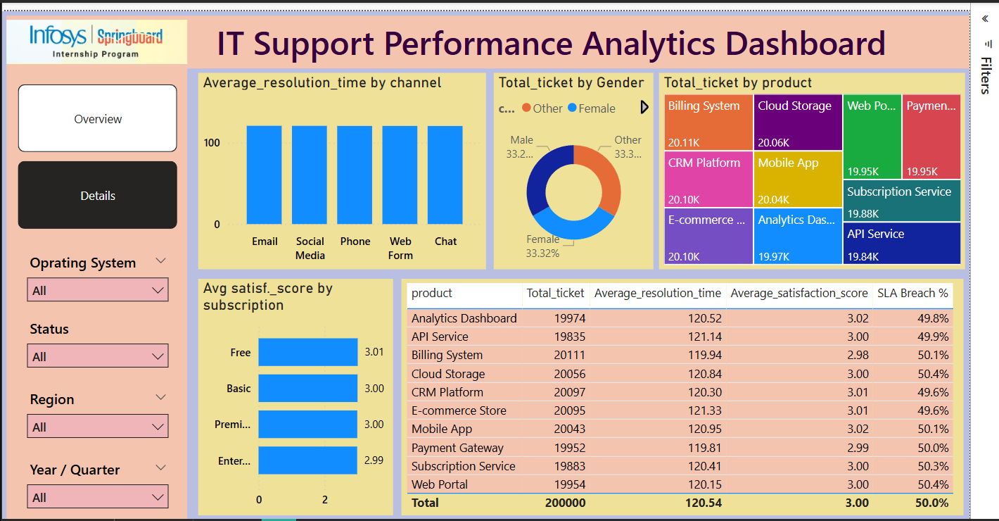 Infosys | Springboard
Internship Program
IT Support Performance Analytics Dashboard
Overview
Details
Oprating System
All
Status
All
Region
All
Year / Quarter
All
Average_resolution_time by channel
100
0
Email
Social
Media
Phone
Web
Form
Chat
Total_ticket by Gender
c... Other Female
Male
33.2...
Other
33.3...
Female
33.32%
Total_ticket by product
Billing System
20.11K
Cloud Storage
20.06K
Web Po...
19.95K
Paymen...
19.95K
CRM Platform
20.10K
Mobile App
20.04K
Subscription Service
19.88K
E-commerce ...
20.10K
Analytics Das...
19.97K
API Service
19.84K
Avg satisf._score by
subscription
Free 3.01
Basic 3.00
Premi... 3.00
Enter... 2.99
0 2
product Total_ticket Average_resolution_time Average_satisfaction_score SLA Breach %
Analytics Dashboard 19974 120.52 3.02 49.8%
API Service 19835 121.14 3.00 49.9%
Billing System 20111 119.94 2.98 50.1%
Cloud Storage 20056 120.84 3.00 50.4%
CRM Platform 20097 120.30 3.01 49.6%
E-commerce Store 20095 121.33 3.01 49.6%
Mobile App 20043 120.95 3.02 50.1%
Payment Gateway 19952 119.81 2.99 50.0%
Subscription Service 19883 120.41 3.00 50.3%
Web Portal 19954 120.15 3.00 50.4%
Total 200000 120.54 3.00 50.0%
Filters